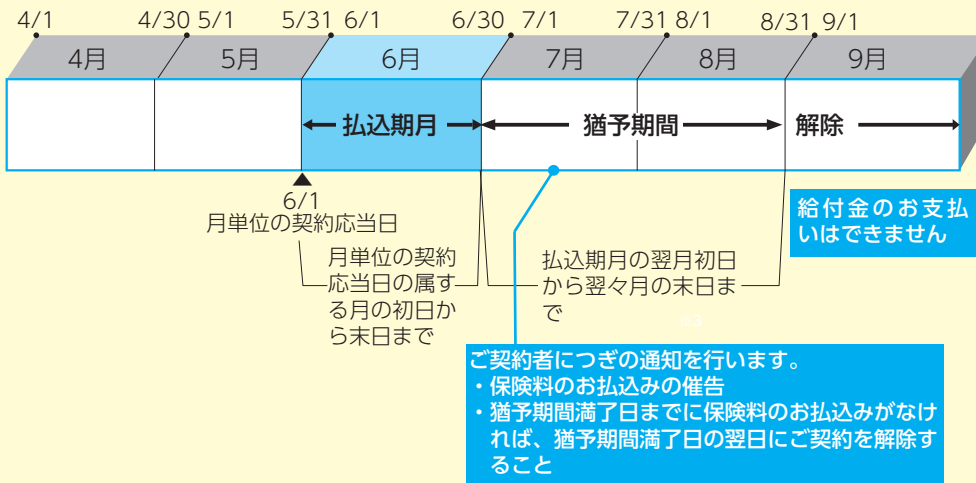 4/1 4/30 5/1 5/31 6/1 6/30 7/1 7/31 8/1 8/31 9/1
4月 5月 6月 7月 8月 9月
払込期月 猶予期間 解除
▲
6/1
月単位の契約応当日
給付金のお支払
いはできません
月単位の契約
応当日の属す
る月の初日か
ら末日まで
払込期月の翌月初日
から翌々月の末日ま
で
※3
ご契約者につぎの通知を行います。
・保険料のお払込みの催告
・猶予期間満了日までに保険料のお払込みがなけ
れば、猶予期間満了日の翌日にご契約を解除す
ること